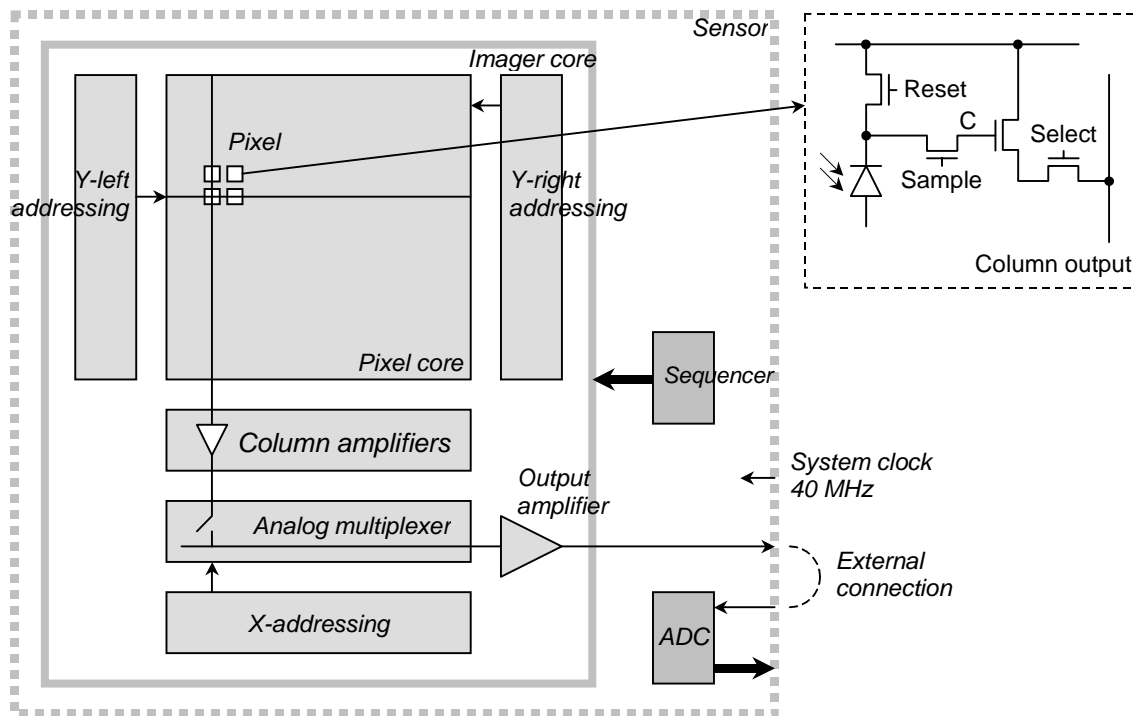 Sensor
Imager core
Reset
C
Select
Sample
Column output
Pixel
Y-left
addressing
Y-right
addressing
Pixel core
Sequencer
Column amplifiers
System clock
40 MHz
Output
amplifier
Analog multiplexer
External
connection
X-addressing
ADC